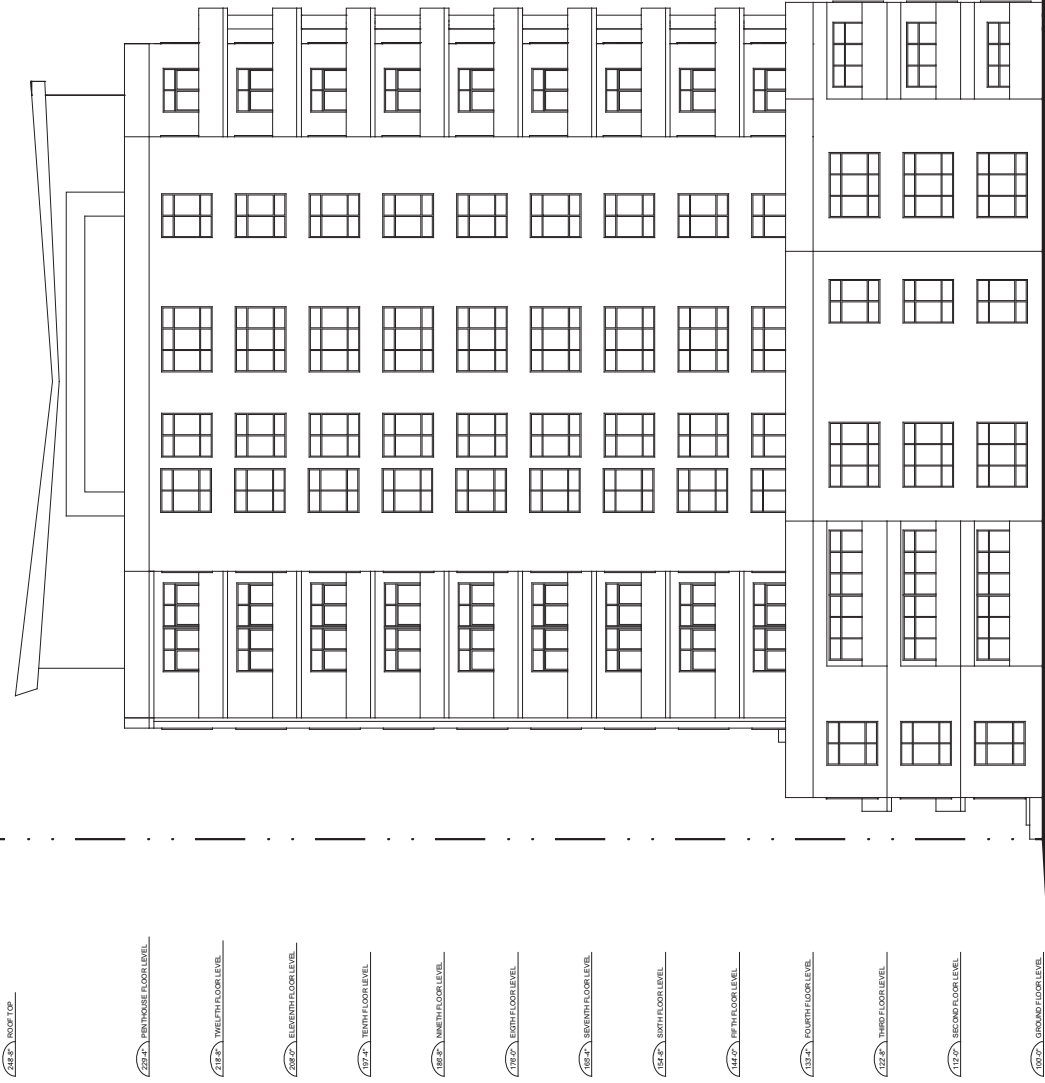 248'-8" ROOF TOP
229'-4" PENTHOUSE FLOOR LEVEL
218'-8" TWELFTH FLOOR LEVEL
208'-0" ELEVENTH FLOOR LEVEL
197'-4" TENTH FLOOR LEVEL
186'-8" NINETH FLOOR LEVEL
176'-0" EIGTH FLOOR LEVEL
165'-4" SEVENTH FLOOR LEVEL
154'-8" SIXTH FLOOR LEVEL
144'-0" FIFTH FLOOR LEVEL
133'-4" FOURTH FLOOR LEVEL
122'-8" THIRD FLOOR LEVEL
112'-0" SECOND FLOOR LEVEL
100'-0" GROUND FLOOR LEVEL